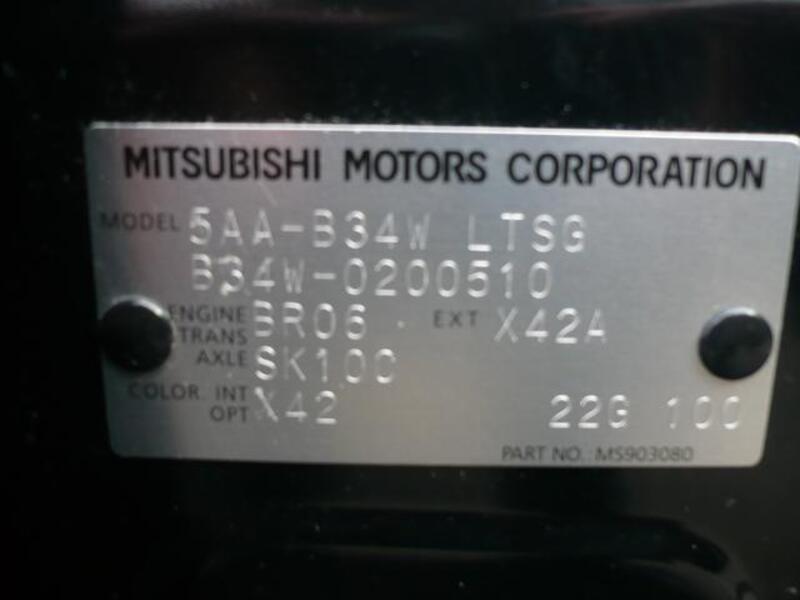 MITSUBISHI MOTORS CORPORATION
MODEL 5AA-B34W LTSG
B34W-0200510
ENGINE BR06 EXT X42A
TRANS
AXLE SK10C
COLOR. INT X42
OPT 22G 100
PART NO.: MS903080